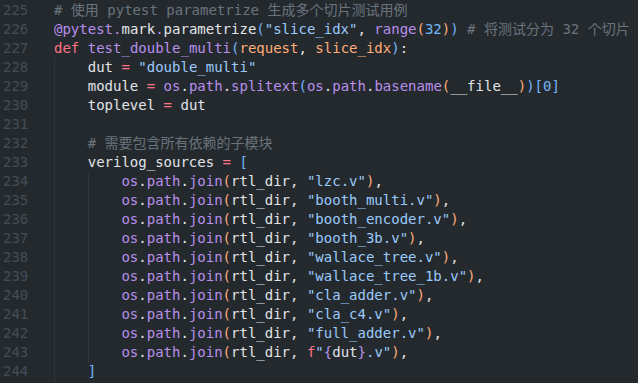 225 # 使用 pytest parametrize 生成多个切片测试用例
226 @pytest.mark.parametrize("slice_idx", range(32)) # 将测试分为 32 个切片
227 def test_double_multi(request, slice_idx):
228     dut = "double_multi"
229     module = os.path.splitext(os.path.basename(__file__))[0]
230     toplevel = dut
231
232     # 需要包含所有依赖的子模块
233     verilog_sources = [
234         os.path.join(rtl_dir, "lzc.v"),
235         os.path.join(rtl_dir, "booth_multi.v"),
236         os.path.join(rtl_dir, "booth_encoder.v"),
237         os.path.join(rtl_dir, "booth_3b.v"),
238         os.path.join(rtl_dir, "wallace_tree.v"),
239         os.path.join(rtl_dir, "wallace_tree_1b.v"),
240         os.path.join(rtl_dir, "cla_adder.v"),
241         os.path.join(rtl_dir, "cla_c4.v"),
242         os.path.join(rtl_dir, "full_adder.v"),
243         os.path.join(rtl_dir, f"{dut}.v"),
244     ]